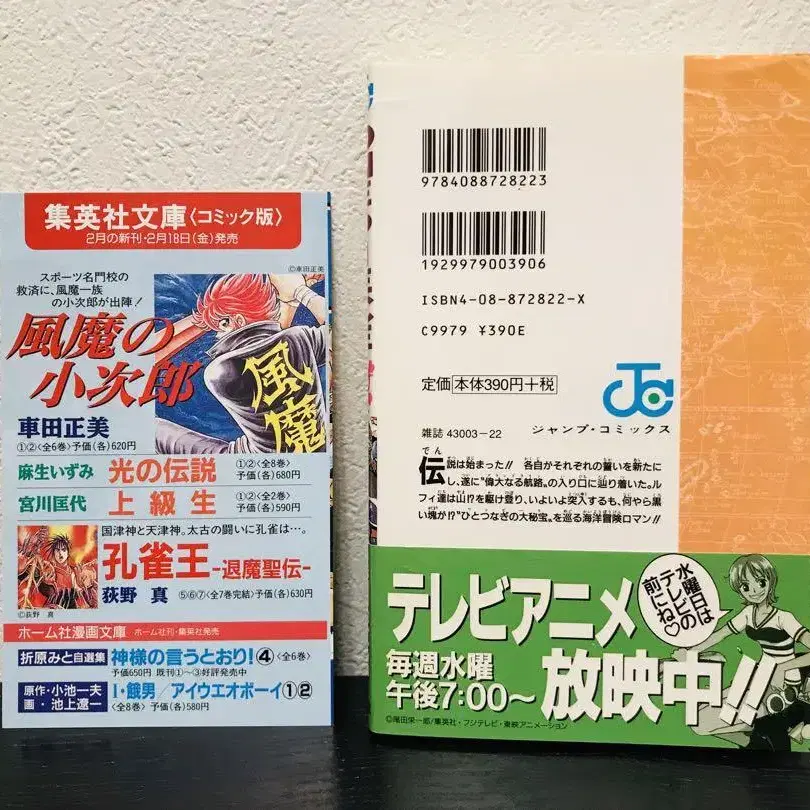 集英社文庫〈コミック版〉
2月の新刊・2月18日(金)発売
©車田正美
スポーツ名門校の
救済に、風魔一族
の小次郎が出陣!
風魔の
小次郎
風魔
車田正美
①②〈全6巻〉予価(各)620円
麻生いずみ 光の伝説 ①②〈全8巻〉
予価(各)680円
宮川匡代 上級生 ①②〈全2巻〉
予価(各)590円
国津神と天津神。太古の闘いに孔雀は…。
孔雀王-退魔聖伝-
荻野 真 ⑤⑥⑦〈全7巻完結〉予価(各)630円
©荻野 真
ホーム社漫画文庫 ホーム社刊・集英社発売
折原みと自選集 神様の言うとおり!④〈全6巻〉
予価650円 既刊①~③好評発売中
原作・小池一夫
画・池上遼一
I・餓男/アイウエオボーイ①②
〈全8巻〉予価(各)580円
9784088728223
1929979003906
ISBN4-08-872822-X
C9979 ¥390E
定価 本体390円+税
ジャンプ・コミックス
雑誌 43003-22
伝説は始まった!! 各自がそれぞれの誓いを新たに
し、遂に"偉大なる航路"の入り口に辿り着いた。ル
フィ達は山!?を駆け登り、いよいよ突入するも、何やら黒
い塊が!? "ひとつなぎの大秘宝"を巡る海洋冒険ロマン!!
水曜日は
テレビの
前にね♡
テレビアニメ
毎週水曜
午後7:00~
放映中!!
©尾田栄一郎/集英社・フジテレビ・東映アニメーション